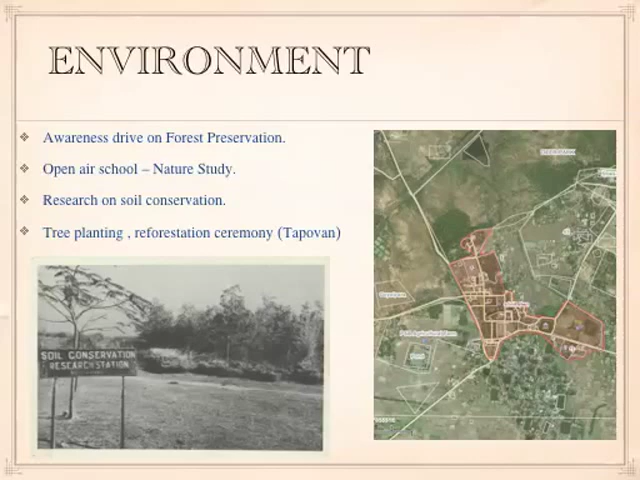 ENVIRONMENT
Awareness drive on Forest Preservation.
Open air school – Nature Study.
Research on soil conservation.
Tree planting , reforestation ceremony (Tapovan)
SOIL CONSERVATION
RESEARCH STATION